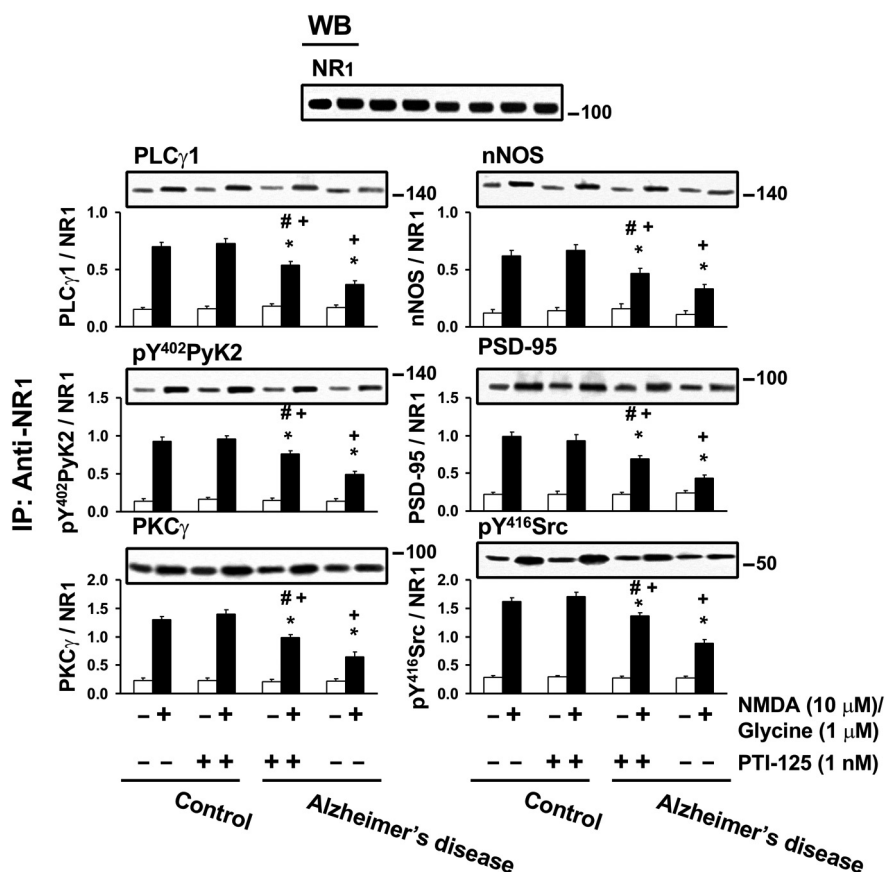 WB
NR1
–100
PLCγ1
–140
PLCγ1 / NR1
1.0
0.5
0.0
# +
*
+
*
nNOS
–140
nNOS / NR1
1.0
0.5
0.0
# +
*
+
*
IP: Anti-NR1
pY402PyK2
–140
pY402PyK2 / NR1
1.5
1.0
0.5
0.0
# +
*
+
*
PSD-95
–100
PSD-95 / NR1
1.5
1.0
0.5
0.0
# +
*
+
*
PKCγ
–100
PKCγ / NR1
2.0
1.5
1.0
0.5
0.0
# +
*
+
*
pY416Src
–50
pY416Src / NR1
2.0
1.5
1.0
0.5
0.0
# +
*
+
*
– + – + – + – + – + – + – + – + NMDA (10 μM)/
Glycine (1 μM)
– – + + + + – – – – + + + + – – PTI-125 (1 nM)
Control
Alzheimer's disease
Control
Alzheimer's disease